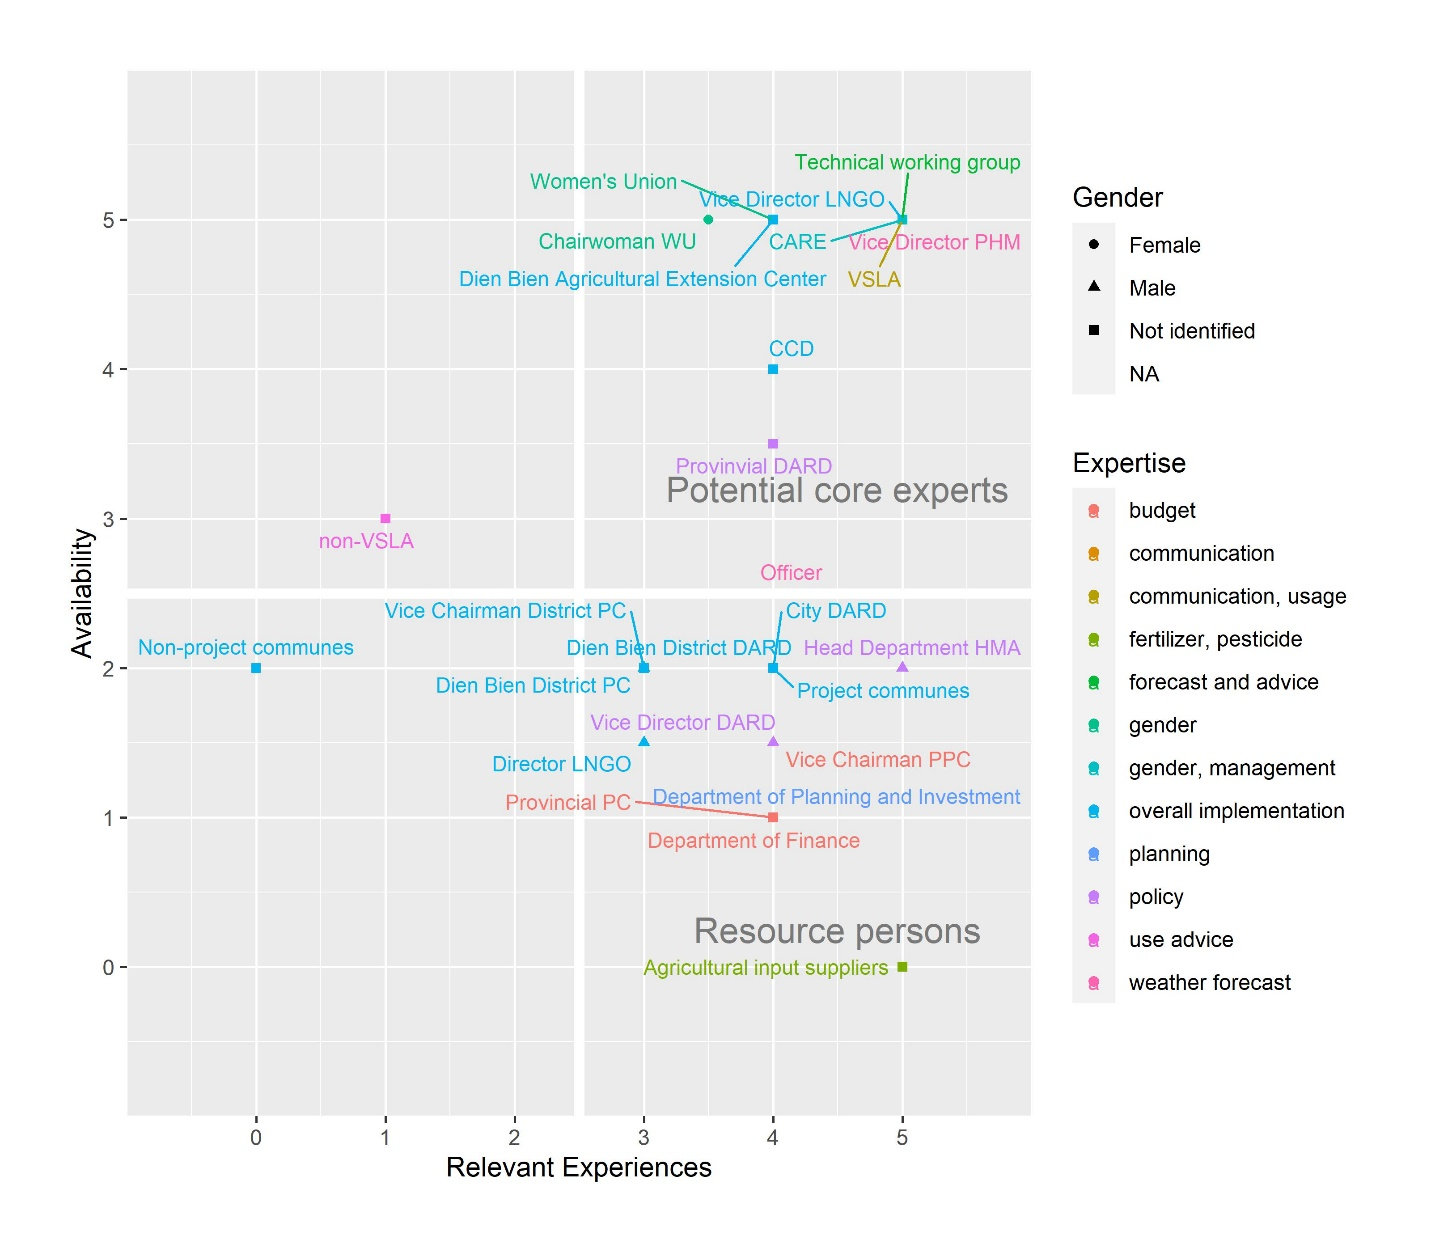 Technical working group
Women's Union
Vice Director LNGO
Chairwoman WU
CARE
Vice Director PHM
Dien Bien Agricultural Extension Center
VSLA
CCD
Provinvial DARD
Potential core experts
non-VSLA
Officer
Vice Chairman District PC
City DARD
Non-project communes
Dien Bien District DARD
Head Department HMA
Dien Bien District PC
Project communes
Vice Director DARD
Director LNGO
Vice Chairman PPC
Provincial PC
Department of Planning and Investment
Department of Finance
Resource persons
Agricultural input suppliers
5
4
3
2
1
0
Availability
0
1
2
3
4
5
Relevant Experiences
Gender
Female
Male
Not identified
NA
Expertise
a budget
a communication
a communication, usage
a fertilizer, pesticide
a forecast and advice
a gender
a gender, management
a overall implementation
a planning
a policy
a use advice
a weather forecast